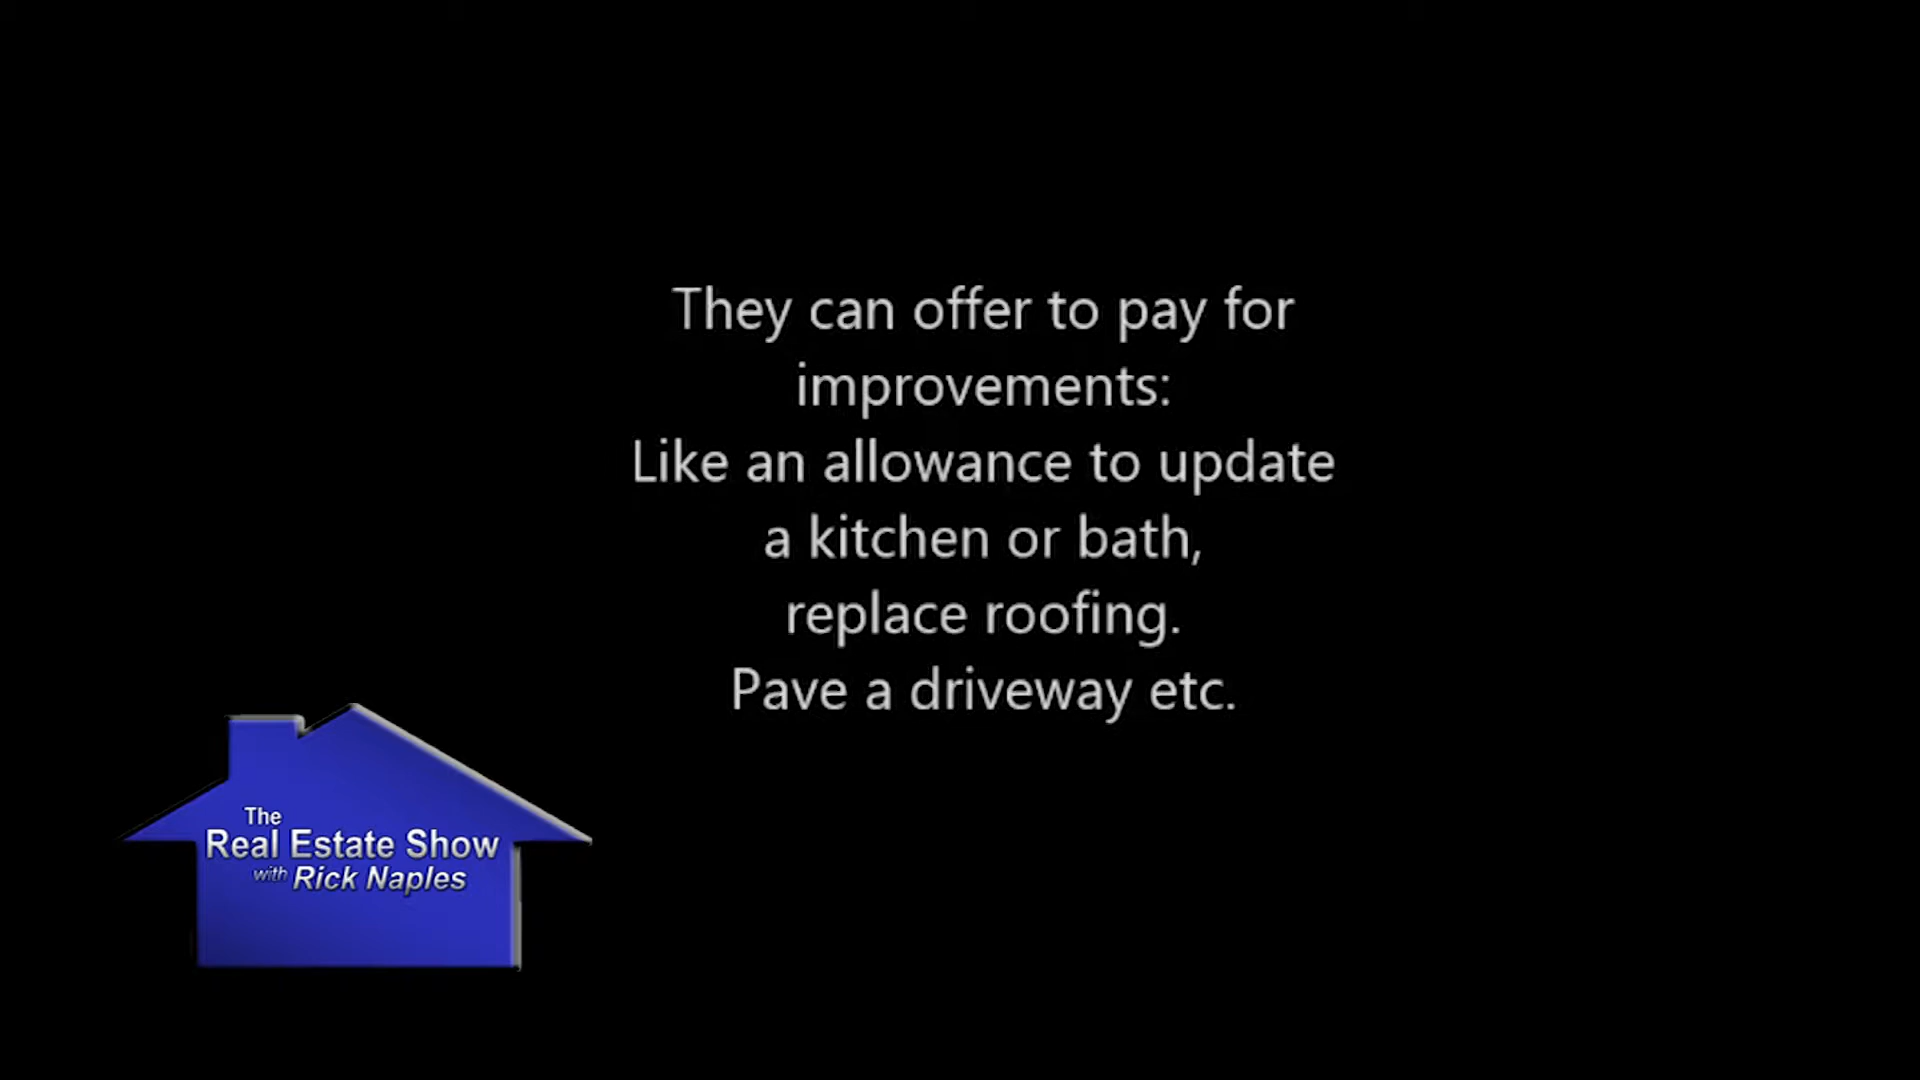 They can offer to pay for
improvements:
Like an allowance to update
a kitchen or bath,
replace roofing.
Pave a driveway etc.
The
Real Estate Show
with Rick Naples